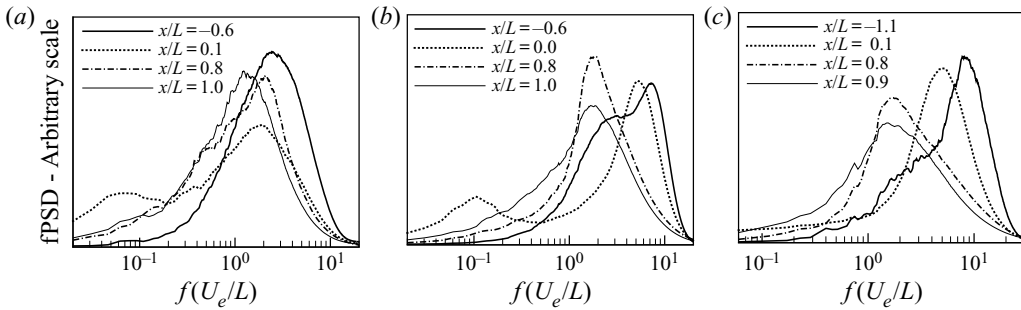 (a)
x/L=−0.6
x/L=0.1
x/L=0.8
x/L=1.0
fPSD - Arbitrary scale
10⁻¹ 10⁰ 10¹
f(Uₑ/L)
(b)
x/L=−0.6
x/L=0.0
x/L=0.8
x/L=1.0
10⁻¹ 10⁰ 10¹
f(Uₑ/L)
(c)
x/L=−1.1
x/L= 0.1
x/L=0.8
x/L=0.9
10⁻¹ 10⁰ 10¹
f(Uₑ/L)